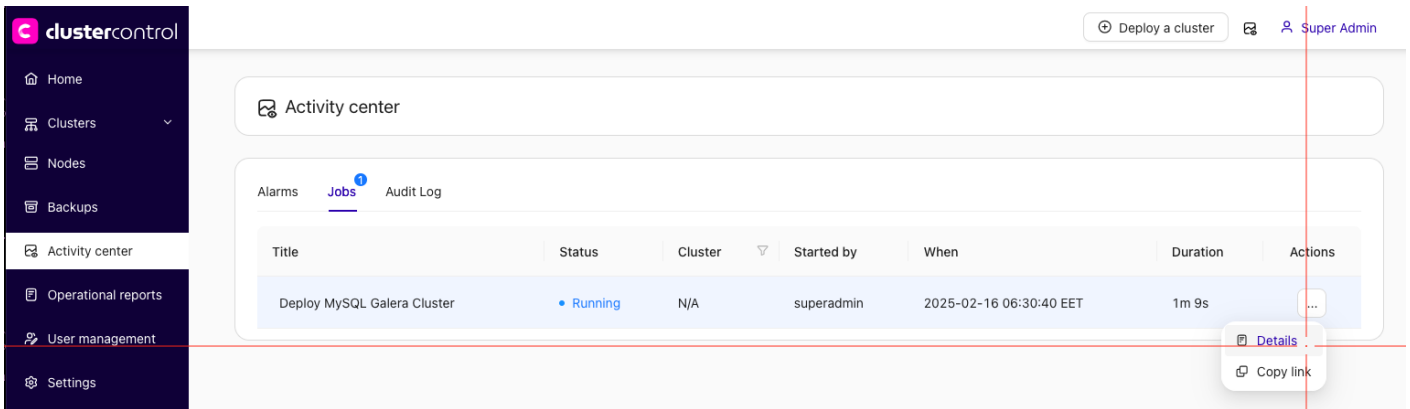 clustercontrol
Deploy a cluster
Super Admin
Home
Clusters
Nodes
Backups
Activity center
Operational reports
User management
Settings
Activity center
Alarms Jobs 1 Audit Log
Title Status Cluster Started by When Duration Actions
Deploy MySQL Galera Cluster Running N/A superadmin 2025-02-16 06:30:40 EET 1m 9s ...
Details
Copy link